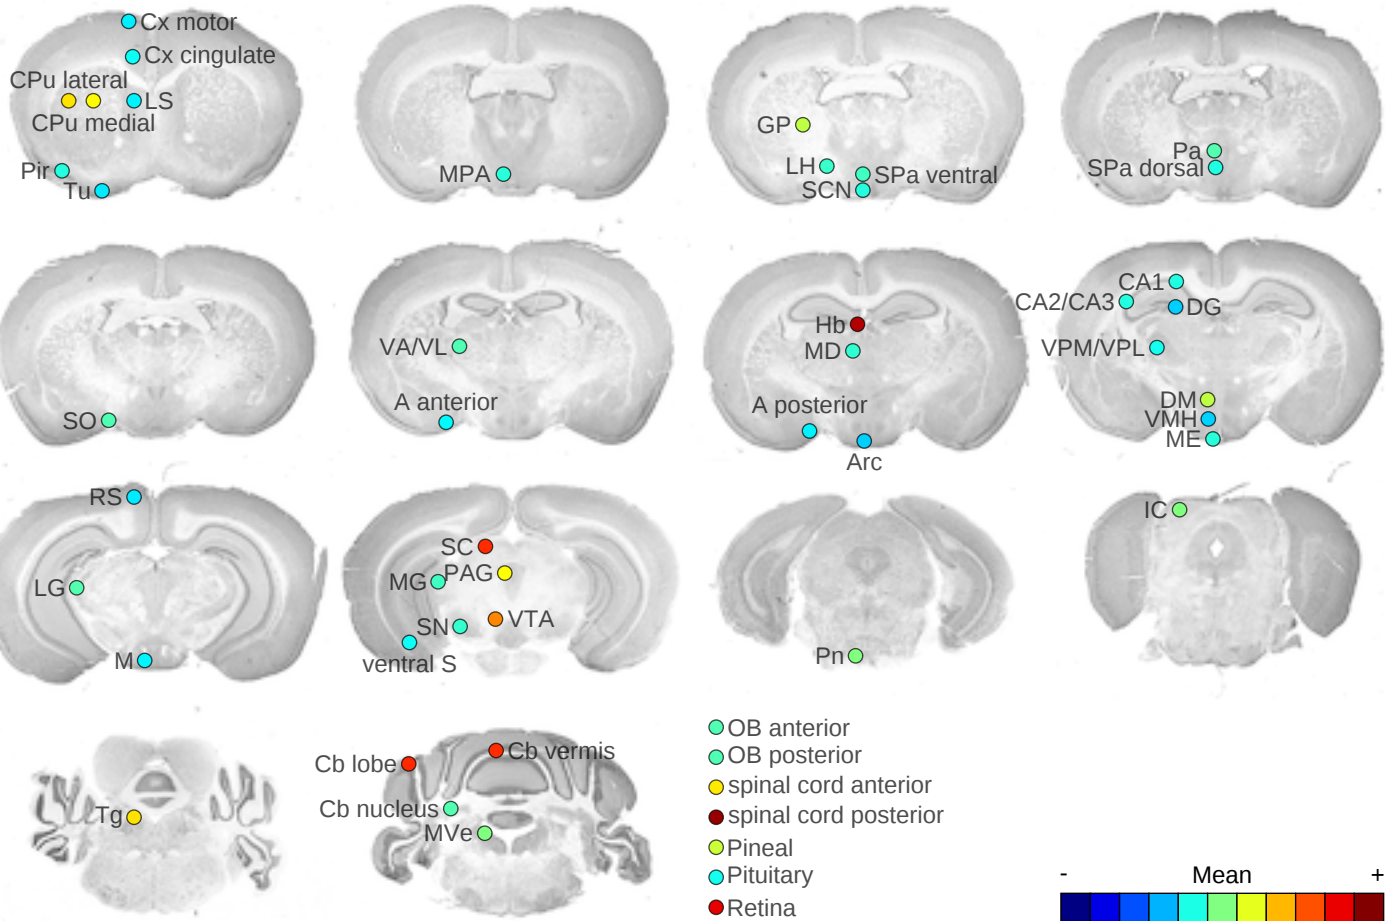 Cx motor
Cx cingulate
CPu lateral
LS
CPu medial
Pir
Tu
MPA
GP
LH
SPa ventral
SCN
Pa
SPa dorsal
SO
VA/VL
A anterior
Hb
MD
A posterior
Arc
CA1
CA2/CA3
DG
VPM/VPL
DM
VMH
ME
RS
LG
M
SC
MG
PAG
SN
VTA
ventral S
Pn
IC
Tg
Cb lobe
Cb vermis
Cb nucleus
MVe
OB anterior
OB posterior
spinal cord anterior
spinal cord posterior
Pineal
Pituitary
Retina
- Mean +